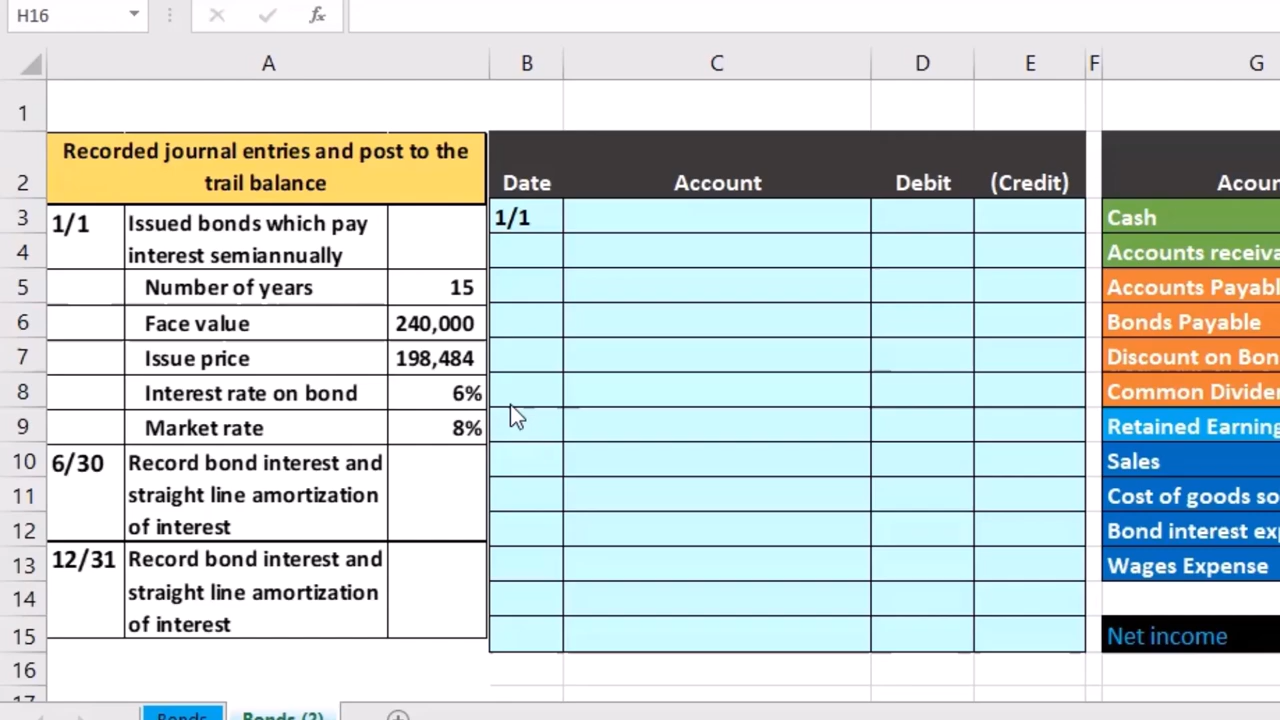 H16
fx
A B C D E F G
1
Recorded journal entries and post to the
trail balance
2 Date Account Debit (Credit) Acour
3 1/1 Issued bonds which pay 1/1 Cash
4 interest semiannually Accounts receiva
5 Number of years 15 Accounts Payabl
6 Face value 240,000 Bonds Payable
7 Issue price 198,484 Discount on Bon
8 Interest rate on bond 6% Common Divider
9 Market rate 8% Retained Earning
10 6/30 Record bond interest and Sales
11 straight line amortization Cost of goods so
12 of interest Bond interest exp
13 12/31 Record bond interest and Wages Expense
14 straight line amortization
15 of interest Net income
16
17
Bonds Bonds (2)